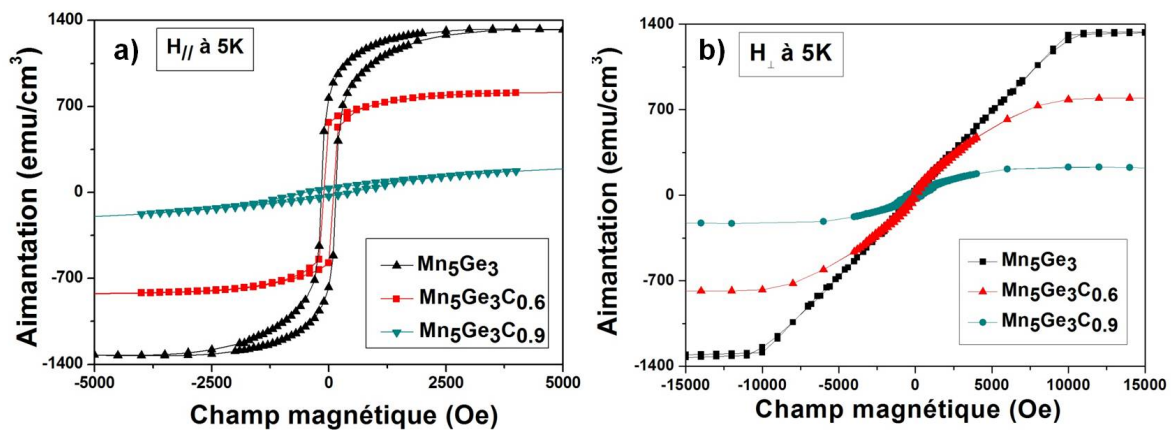 a)
H// à 5K
1400
700
0
-700
-1400
Aimantation (emu/cm³)
Mn₅Ge₃
Mn₅Ge₃C₀.₆
Mn₅Ge₃C₀.₉
-5000 -2500 0 2500 5000
Champ magnétique (Oe)
b)
H⊥ à 5K
1400
700
0
-700
-1400
Aimantation (emu/cm³)
Mn₅Ge₃
Mn₅Ge₃C₀.₆
Mn₅Ge₃C₀.₉
-15000 -10000 -5000 0 5000 10000 15000
Champ magnétique (Oe)